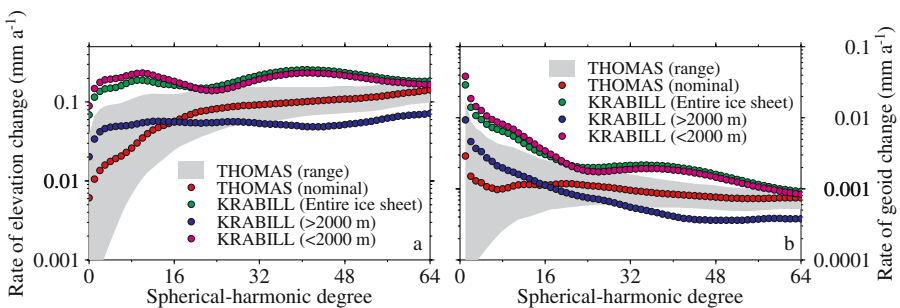 Rate of elevation change (mm a⁻¹)
0.1
0.01
0.001
THOMAS (range)
THOMAS (nominal)
KRABILL (Entire ice sheet)
KRABILL (>2000 m)
KRABILL (<2000 m)
a
0 16 32 48 64
Spherical-harmonic degree
THOMAS (range)
THOMAS (nominal)
KRABILL (Entire ice sheet)
KRABILL (>2000 m)
KRABILL (<2000 m)
b
0 16 32 48 64
Spherical-harmonic degree
0.1
0.01
0.001
0.0001
Rate of geoid change (mm a⁻¹)